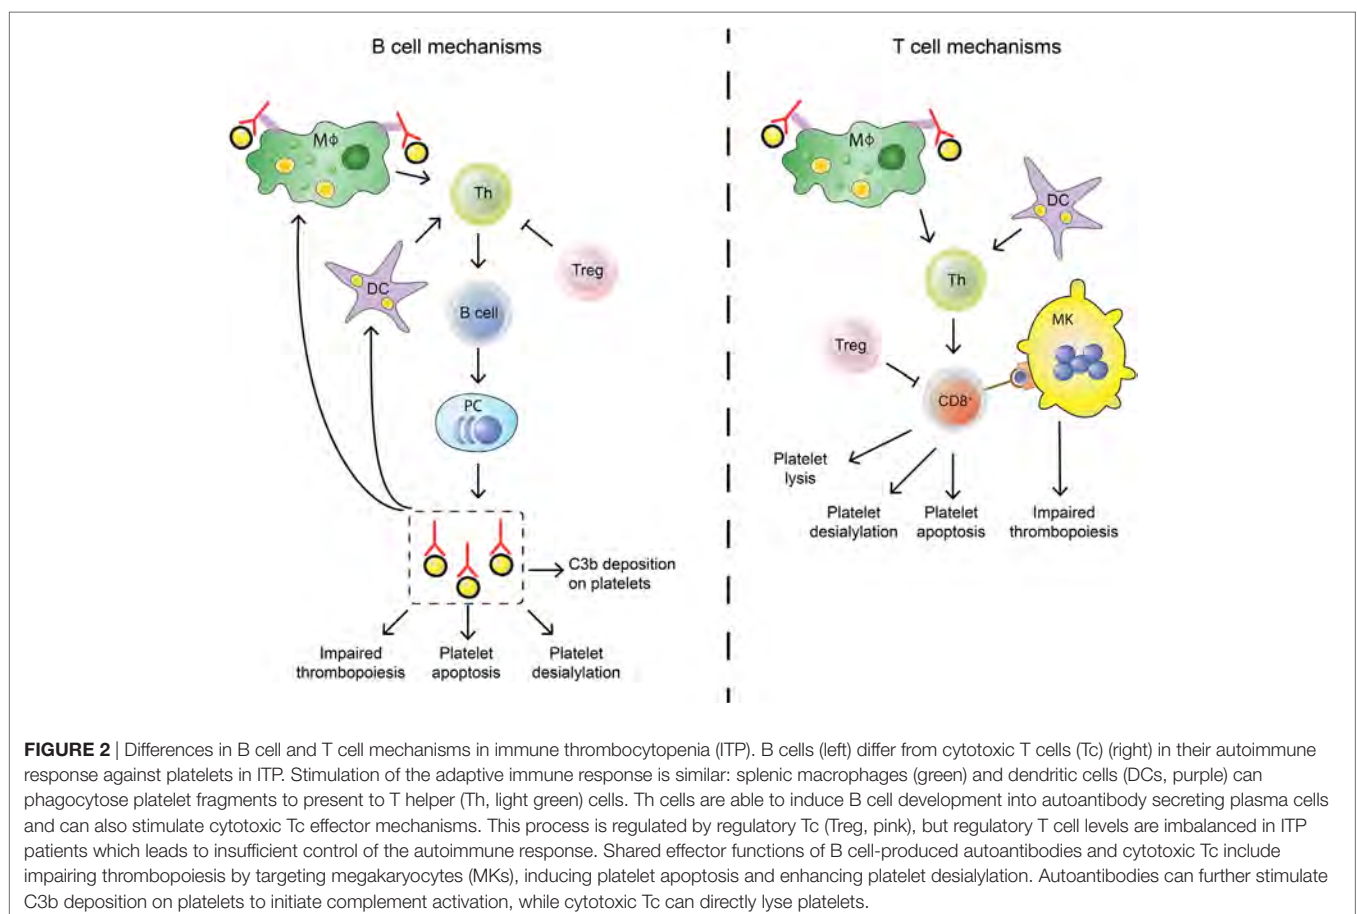 B cell mechanisms
MΦ
Th
Treg
DC
B cell
PC
C3b deposition
on platelets
Impaired
thrombopoiesis
Platelet
apoptosis
Platelet
desialylation
T cell mechanisms
MΦ
DC
Th
MK
Treg
CD8⁺
Platelet
lysis
Platelet
desialylation
Platelet
apoptosis
Impaired
thrombopoiesis
FIGURE 2 | Differences in B cell and T cell mechanisms in immune thrombocytopenia (ITP). B cells (left) differ from cytotoxic T cells (Tc) (right) in their autoimmune
response against platelets in ITP. Stimulation of the adaptive immune response is similar: splenic macrophages (green) and dendritic cells (DCs, purple) can
phagocytose platelet fragments to present to T helper (Th, light green) cells. Th cells are able to induce B cell development into autoantibody secreting plasma cells
and can also stimulate cytotoxic Tc effector mechanisms. This process is regulated by regulatory Tc (Treg, pink), but regulatory T cell levels are imbalanced in ITP
patients which leads to insufficient control of the autoimmune response. Shared effector functions of B cell-produced autoantibodies and cytotoxic Tc include
impairing thrombopoiesis by targeting megakaryocytes (MKs), inducing platelet apoptosis and enhancing platelet desialylation. Autoantibodies can further stimulate
C3b deposition on platelets to initiate complement activation, while cytotoxic Tc can directly lyse platelets.